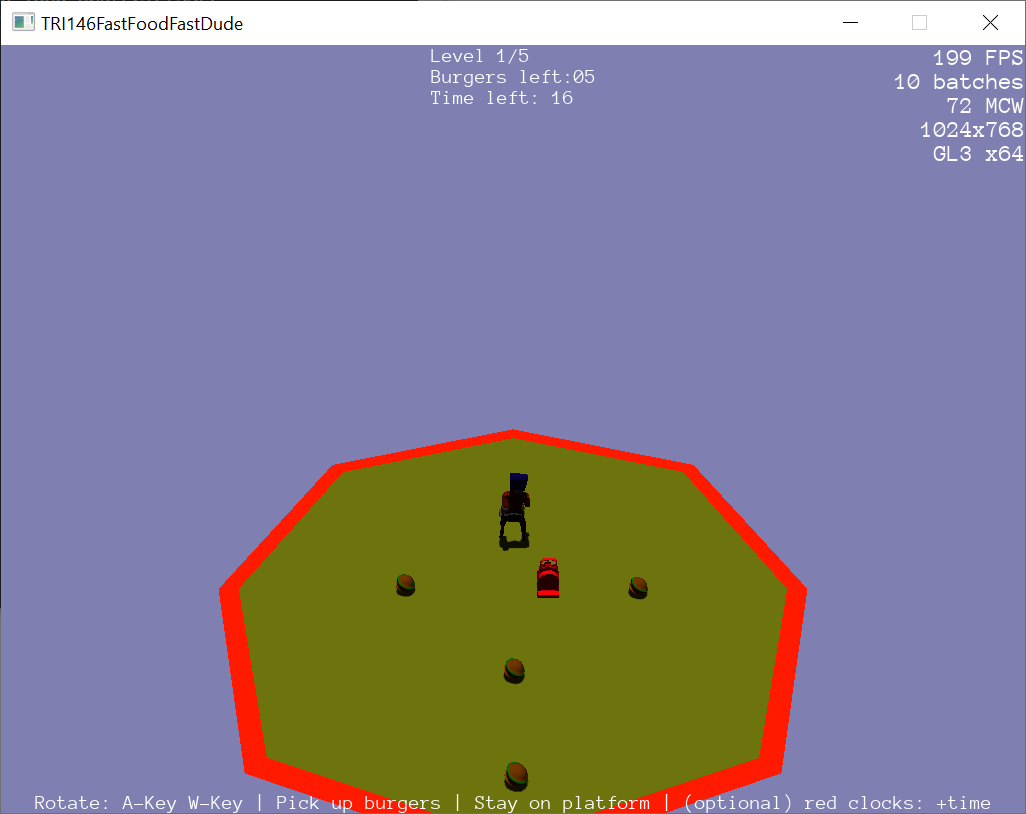 TRI146FastFoodFastDude
Level 1/5
Burgers left:05
Time left: 16
199 FPS
10 batches
72 MCW
1024x768
GL3 x64
Rotate: A-Key W-Key | Pick up burgers | Stay on platform | (optional) red clocks: +time